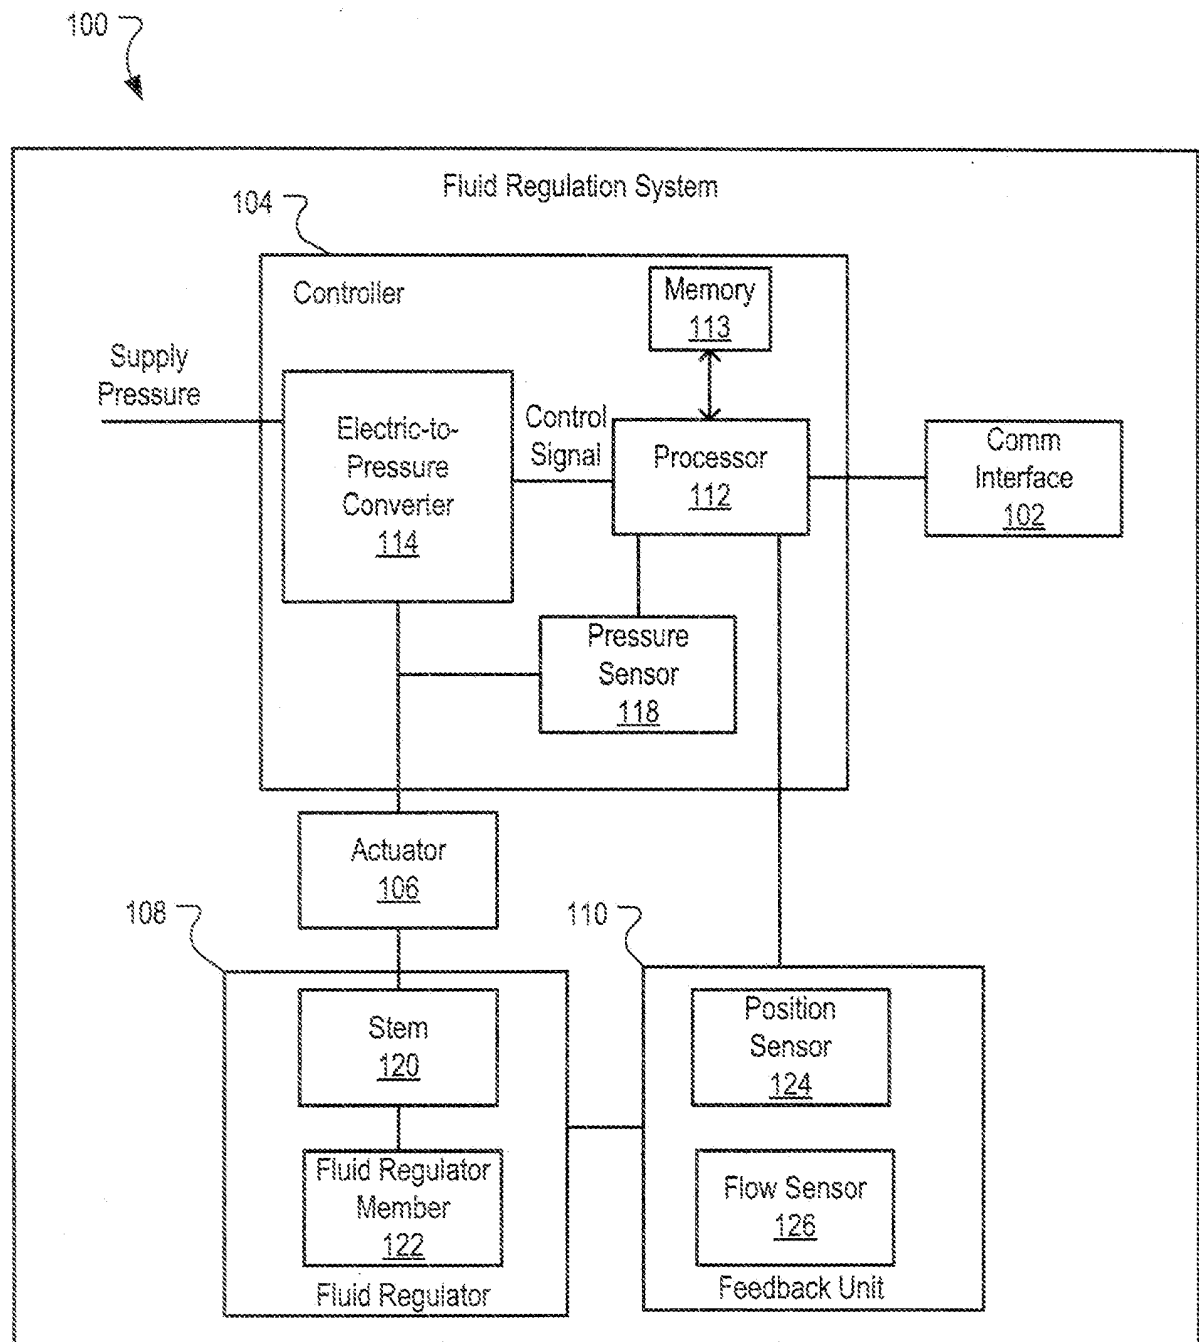 100
Fluid Regulation System
104
Controller
Memory
113
Supply
Pressure
Electric-to-
Pressure
Converter
114
Control
Signal
Processor
112
Comm
Interface
102
Pressure
Sensor
118
Actuator
106
108
110
Stem
120
Position
Sensor
124
Fluid Regulator
Member
122
Flow Sensor
126
Fluid Regulator
Feedback Unit